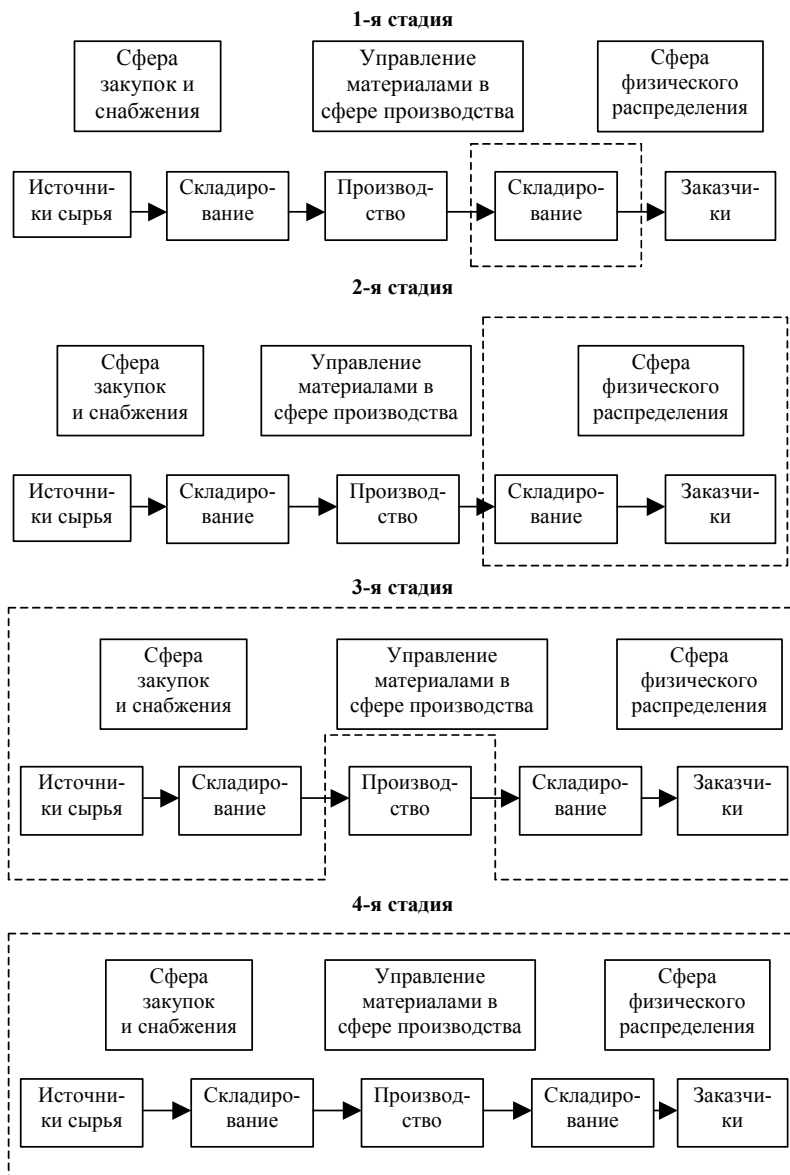 1-я стадия
Сфера
закупок и
снабжения
Управление
материалами в
сфере производства
Сфера
физического
распределения
Источни-
ки сырья
Складиро-
вание
Производ-
ство
Складиро-
вание
Заказчи-
ки
2-я стадия
Сфера
закупок
и снабжения
Управление
материалами в
сфере производства
Сфера
физического
распределения
Источни-
ки сырья
Складиро-
вание
Производ-
ство
Складиро-
вание
Заказчи-
ки
3-я стадия
Сфера
закупок
и снабжения
Управление
материалами в
сфере производства
Сфера
физического
распределения
Источни-
ки сырья
Складиро-
вание
Производ-
ство
Складиро-
вание
Заказчи-
ки
4-я стадия
Сфера
закупок
и снабжения
Управление
материалами в
сфере производства
Сфера
физического
распределения
Источни-
ки сырья
Складиро-
вание
Производ-
ство
Складиро-
вание
Заказчи-
ки